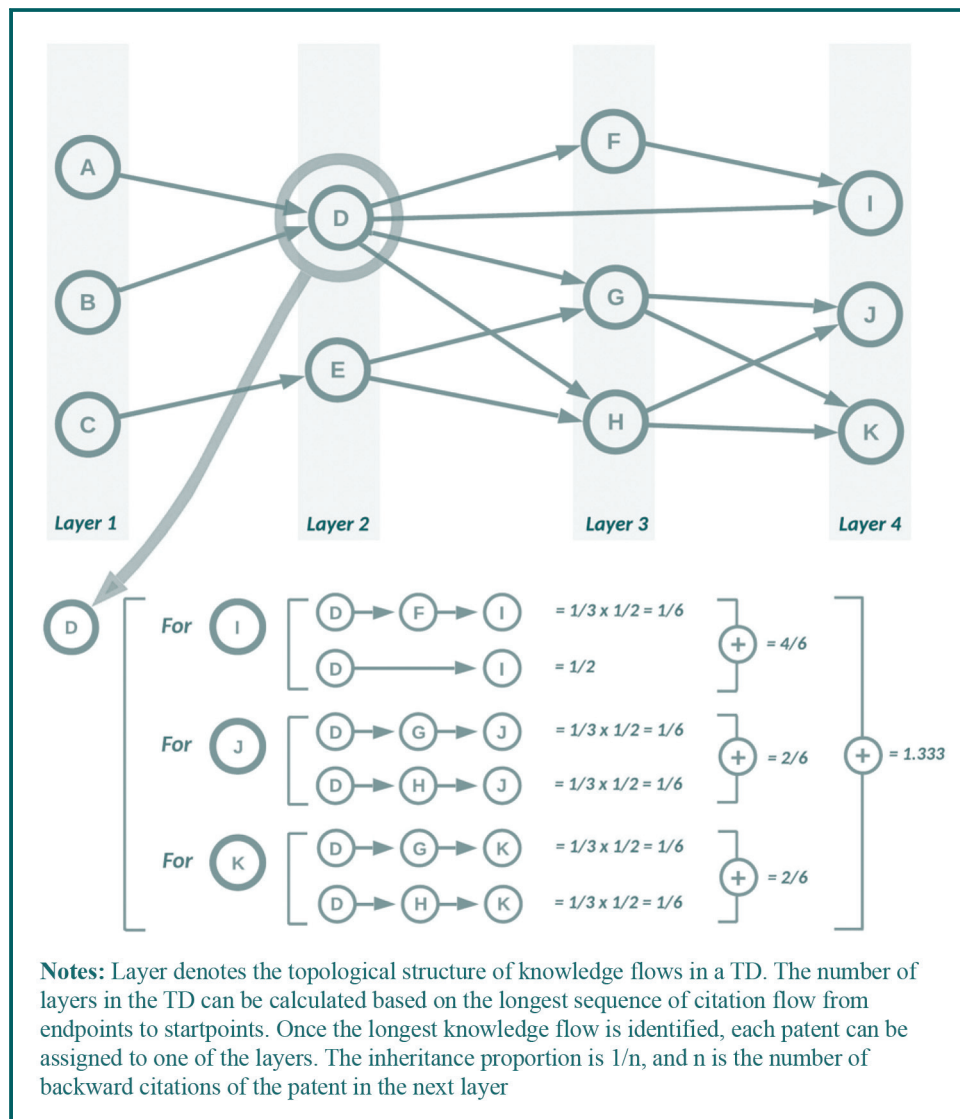 A
F
D
I
B
G
J
E
C
H
K
Layer 1
Layer 2
Layer 3
Layer 4
D
For I
D F I = 1/3 x 1/2 = 1/6
+ = 4/6
D I = 1/2
For J
D G J = 1/3 x 1/2 = 1/6
+ = 2/6
+ = 1.333
D H J = 1/3 x 1/2 = 1/6
For K
D G K = 1/3 x 1/2 = 1/6
+ = 2/6
D H K = 1/3 x 1/2 = 1/6
Notes: Layer denotes the topological structure of knowledge flows in a TD. The number of
layers in the TD can be calculated based on the longest sequence of citation flow from
endpoints to startpoints. Once the longest knowledge flow is identified, each patent can be
assigned to one of the layers. The inheritance proportion is 1/n, and n is the number of
backward citations of the patent in the next layer